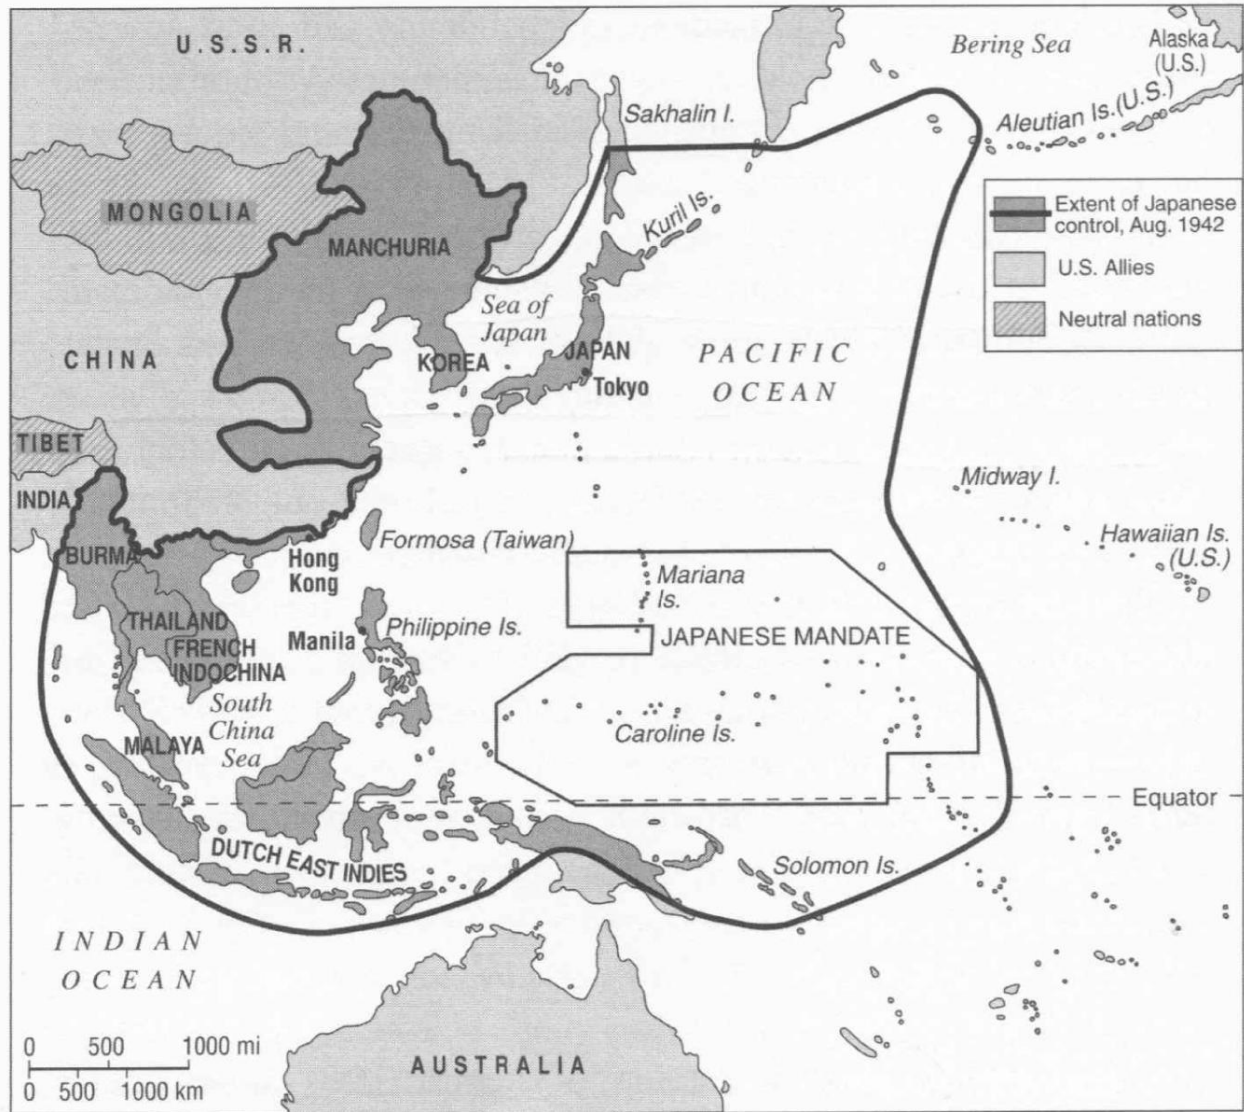 U.S.S.R.
Bering Sea
Alaska
(U.S.)
Aleutian Is.(U.S.)
Sakhalin I.
Extent of Japanese
control, Aug. 1942
U.S. Allies
Neutral nations
MONGOLIA
Kuril Is.
MANCHURIA
Sea of
Japan
CHINA
KOREA
JAPAN
Tokyo
PACIFIC
OCEAN
TIBET
INDIA
Midway I.
BURMA
Hong
Kong
Formosa (Taiwan)
Hawaiian Is.
(U.S.)
Mariana
Is.
THAILAND
FRENCH
INDOCHINA
Manila
Philippine Is.
JAPANESE MANDATE
South
China
Sea
MALAYA
Caroline Is.
Equator
DUTCH EAST INDIES
Solomon Is.
INDIAN
OCEAN
0 500 1000 mi
0 500 1000 km
AUSTRALIA